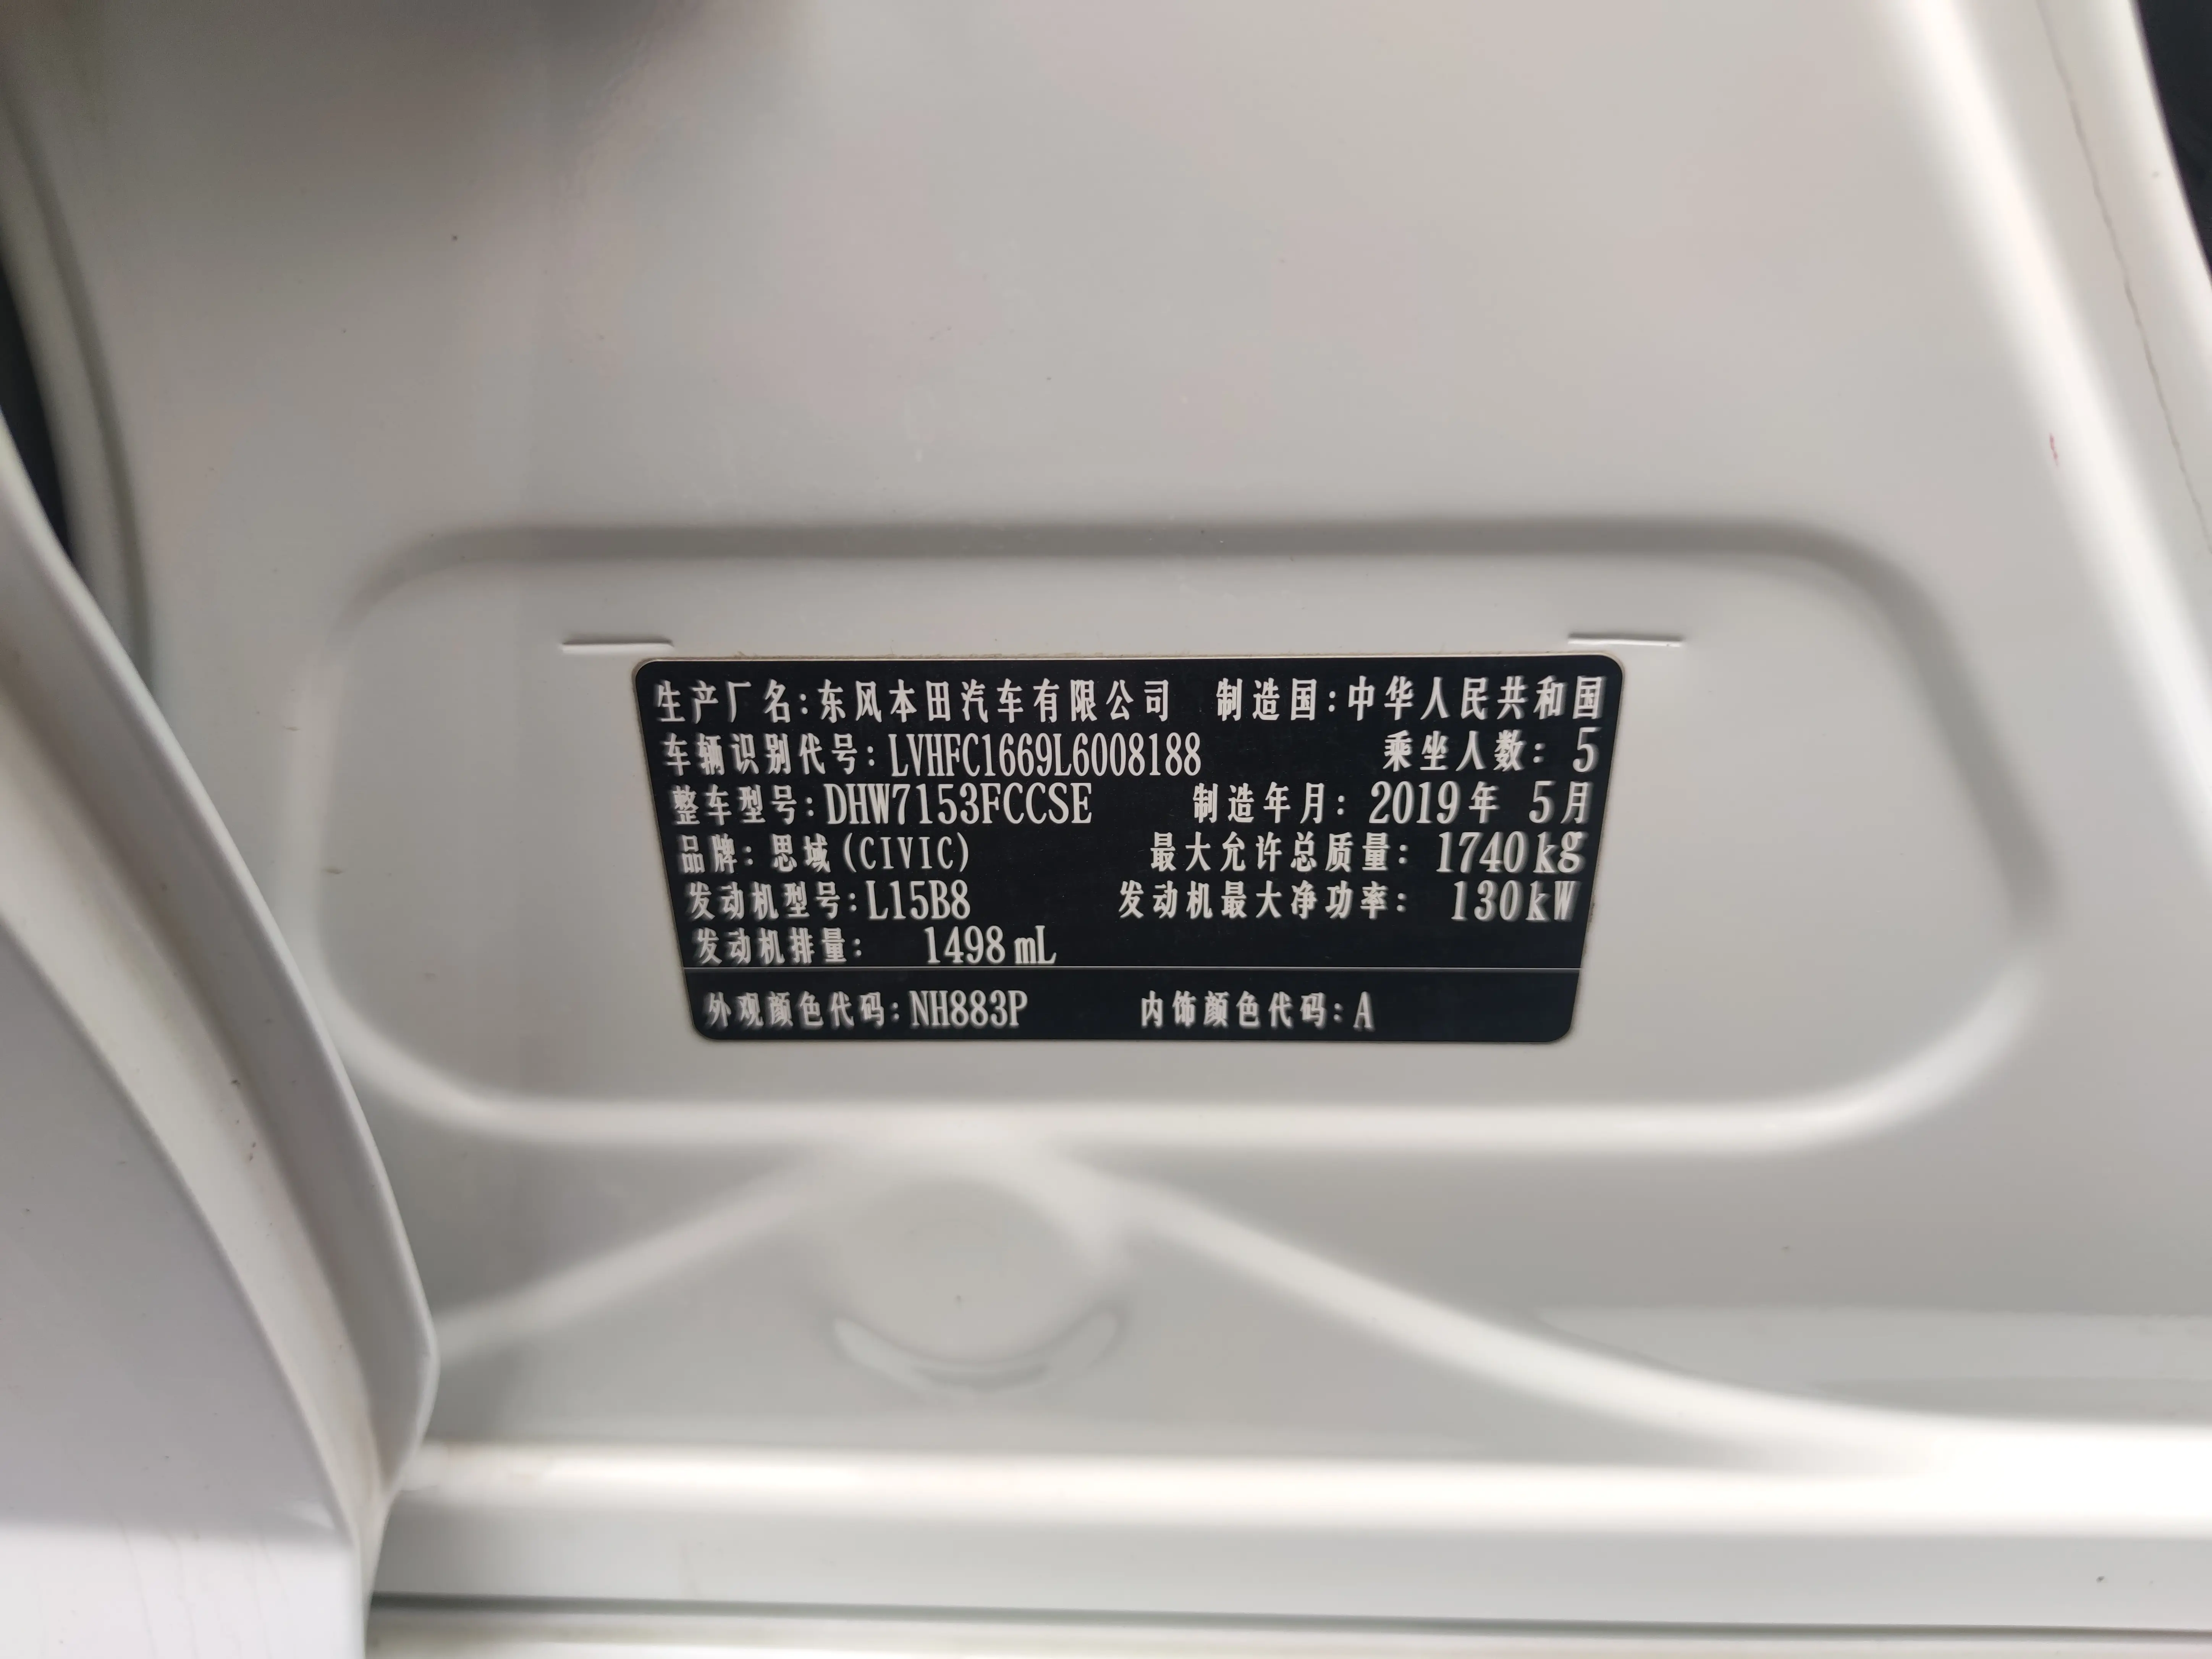 生产厂名:东风本田汽车有限公司 制造国:中华人民共和国
车辆识别代号:LVHFC1669L6008188 乘坐人数:5
整车型号:DHW7153FCCSE 制造年月:2019年 5月
品牌:思域(CIVIC) 最大允许总质量:1740kg
发动机型号:L15B8 发动机最大净功率:130kW
发动机排量: 1498mL
外观颜色代码:NH883P 内饰颜色代码:A